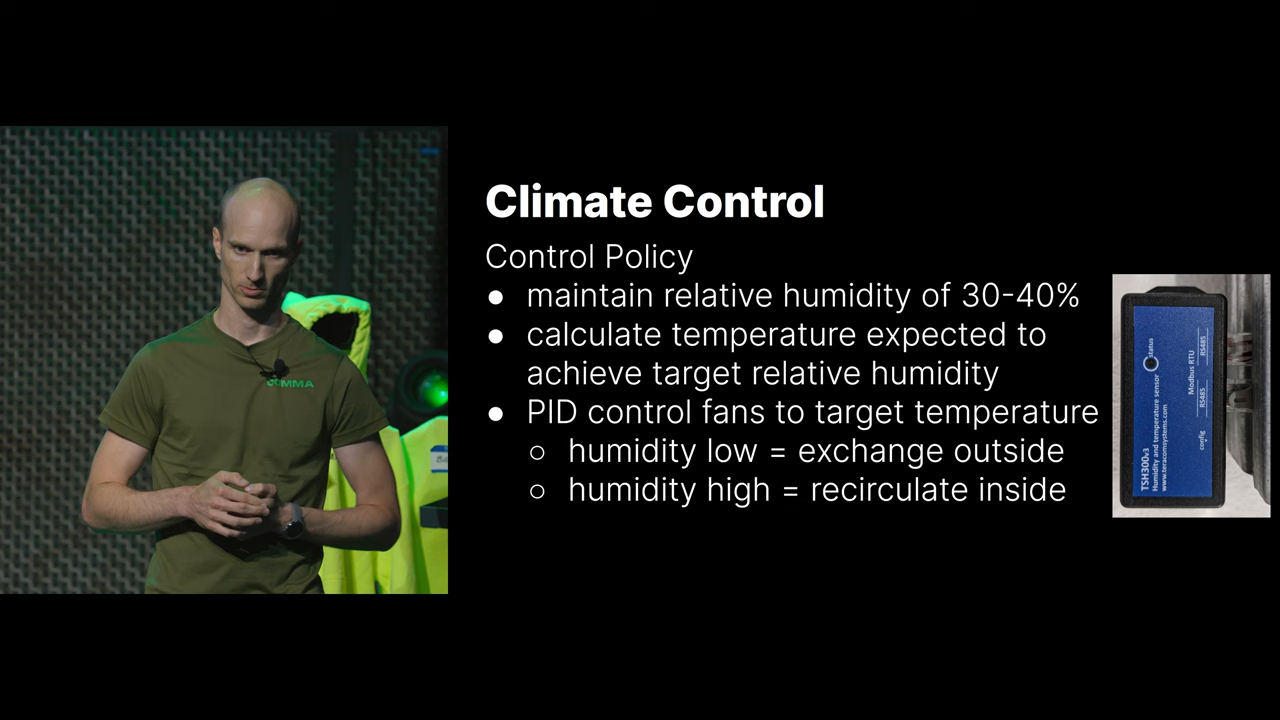 COMMA
Climate Control
Control Policy
● maintain relative humidity of 30-40%
● calculate temperature expected to
achieve target relative humidity
● PID control fans to target temperature
○ humidity low = exchange outside
○ humidity high = recirculate inside
TSH300v3
Humidity and temperature sensor
www.teracomsystems.com
status
Modbus RTU
config
RS485
RS485